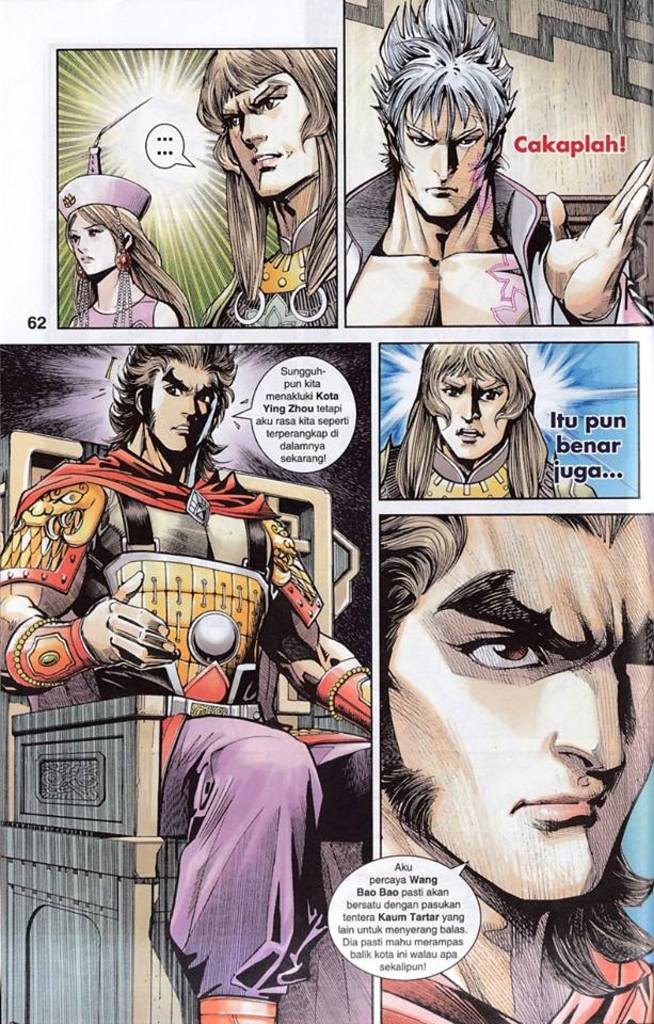 ...
...
Cakaplah!
62
Sungguh-
pun kita
menakluki Kota
Ying Zhou tetapi
aku rasa kita seperti
terperangkap di
dalamnya
sekarang!
Itu pun
benar
juga...
Aku
percaya Wang
Bao Bao pasti akan
bersatu dengan pasukan
tentera Kaum Tartar yang
lain untuk menyerang balas.
Dia pasti mahu merampas
balik kota ini walau apa
sekalipun!